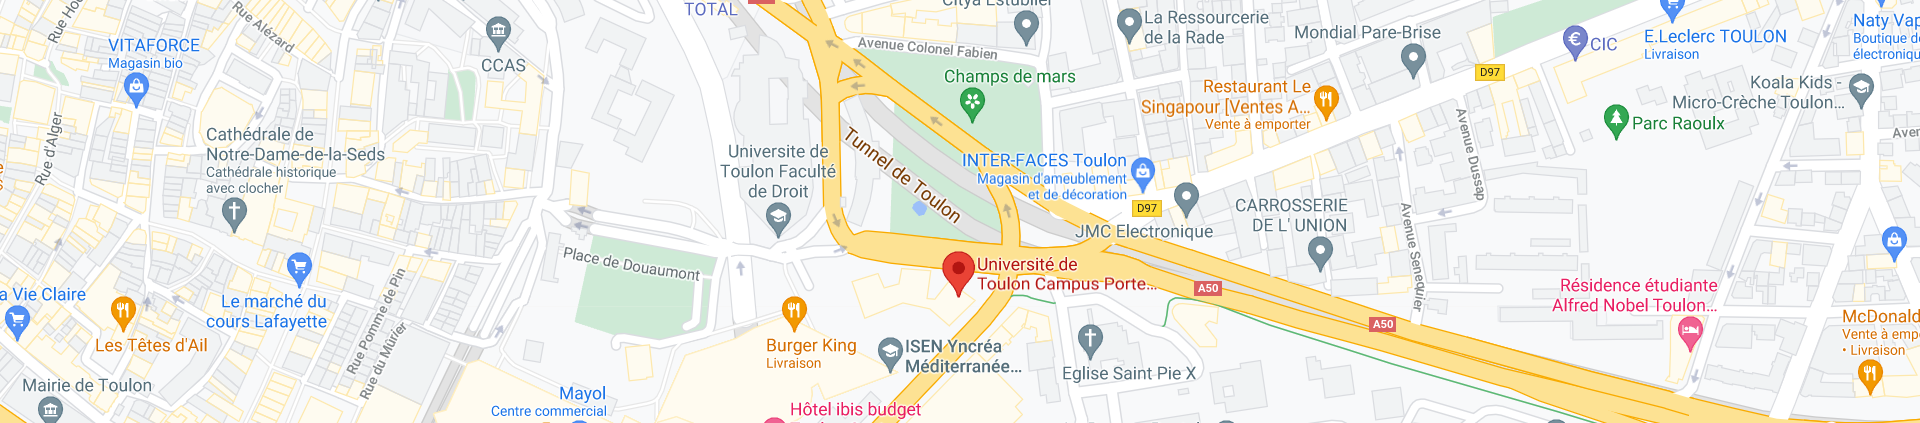 TOTAL
Citya Estublier
La Ressourcerie
de la Rade
Mondial Pare-Brise
E.Leclerc TOULON
Livraison
CIC
Naty Vap
Boutique d
électroniqu
Rue Alézard
VITAFORCE
Magasin bio
CCAS
Avenue Colonel Fabien
Champs de mars
D97
Restaurant Le
Singapour [Ventes A...
Vente à emporter
Koala Kids -
Micro-Crèche Toulon...
Parc Raoulx
Aven
Avenue Dussap
Rue d'Alger
Cathédrale de
Notre-Dame-de-la-Seds
Cathédrale historique
avec clocher
Universite de
Toulon Faculté
de Droit
Tunnel de Toulon
INTER-FACES Toulon
Magasin d'ameublement
et de décoration
D97
JMC Electronique
CARROSSERIE
DE L' UNION
Avenue Senequier
Place de Douaumont
Université de
Toulon Campus Porte...
A50
A50
Résidence étudiante
Alfred Nobel Toulon...
a Vie Claire
Le marché du
cours Lafayette
Rue Pomme de Pin
Rue du Mûrier
Les Têtes d'Ail
Burger King
Livraison
ISEN Yncréa
Méditerranée...
Eglise Saint Pie X
McDonald
Vente à emp
• Livraison
Mairie de Toulon
Mayol
Centre commercial
Hôtel ibis budget